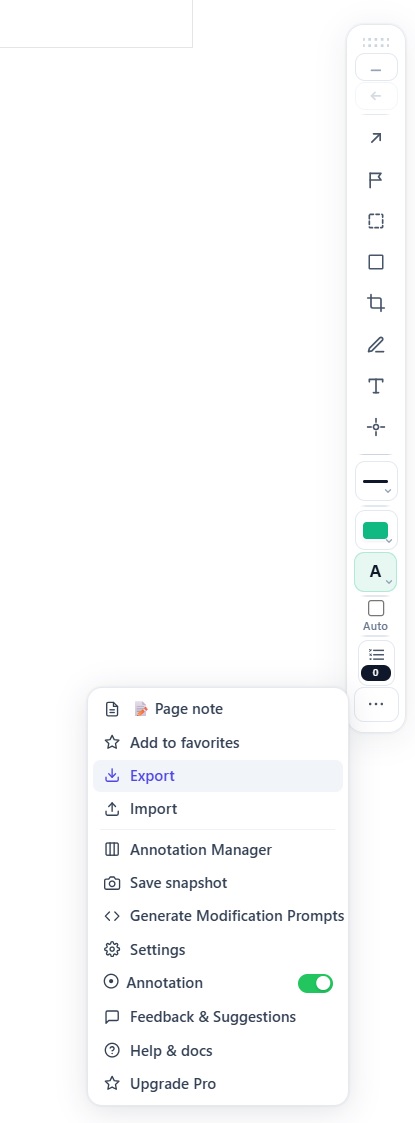 A
Auto
0
Page note
Add to favorites
Export
Import
Annotation Manager
Save snapshot
Generate Modification Prompts
Settings
Annotation
Feedback & Suggestions
Help & docs
Upgrade Pro